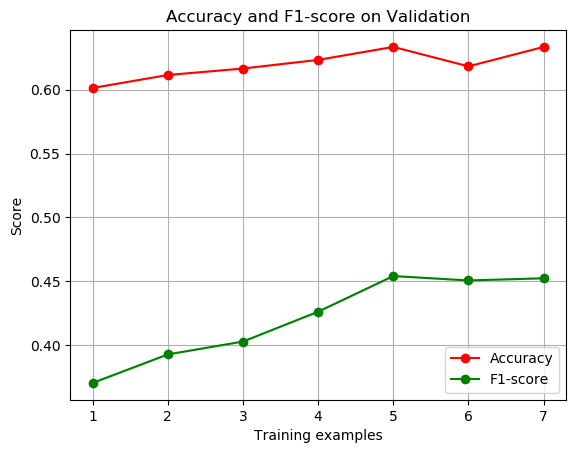 Accuracy and F1-score on Validation
0.60
0.55
0.50
0.45
0.40
Score
1 2 3 4 5 6 7
Training examples
Accuracy
F1-score